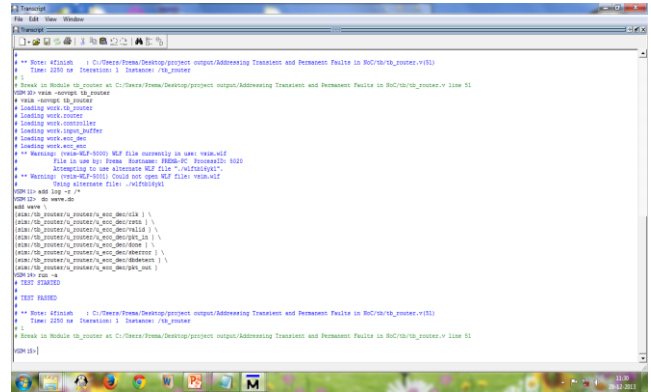 Transcript
File Edit View Window
Transcript
#
# ** Note: $finish : C:/Users/Prema/Desktop/project output/Addressing Transient and Permanent Faults in NoC/tb/tb_router.v(51)
# Time: 2250 ns Iteration: 1 Instance: /tb_router
# 1
# Break in Module tb_router at C:/Users/Prema/Desktop/project output/Addressing Transient and Permanent Faults in NoC/tb/tb_router.v line 51
VSIM 10> vsim -novopt tb_router
# vsim -novopt tb_router
# Loading work.tb_router
# Loading work.router
# Loading work.controller
# Loading work.input_buffer
# Loading work.ecc_dec
# Loading work.ecc_enc
# ** Warning: (vsim-WLF-5000) WLF file currently in use: vsim.wlf
# File in use by: Prema Hostname: PREMA-PC ProcessID: 5020
# Attempting to use alternate WLF file
# ** Warning: (vsim-WLF-5001) Could not open WLF file: vsim.wlf
# Using alternate file:
VSIM 11> add log -r /*
VSIM 12> do wave.do
add wave \
{sim:/tb_router/u_router/u_ecc_dec/clk } \
{sim:/tb_router/u_router/u_ecc_dec/rstn } \
{sim:/tb_router/u_router/u_ecc_dec/valid } \
{sim:/tb_router/u_router/u_ecc_dec/pkt_in } \
{sim:/tb_router/u_router/u_ecc_dec/done } \
{sim:/tb_router/u_router/u_ecc_dec/sberror } \
{sim:/tb_router/u_router/u_ecc_dec/dbdetect } \
{sim:/tb_router/u_router/u_ecc_dec/pkt_out }
VSIM 14> run -a
# TEST STARTED
#
# TEST PASSED
#
# ** Note: $finish : C:/Users/Prema/Desktop/project output/Addressing Transient and Permanent Faults in NoC/tb/tb_router.v(51)
# Time: 2250 ns Iteration: 1 Instance: /tb_router
# 1
# Break in Module tb_router at C:/Users/Prema/Desktop/project output/Addressing Transient and Permanent Faults in NoC/tb/tb_router.v line 51
VSIM 15>
11:30
28-12-2013